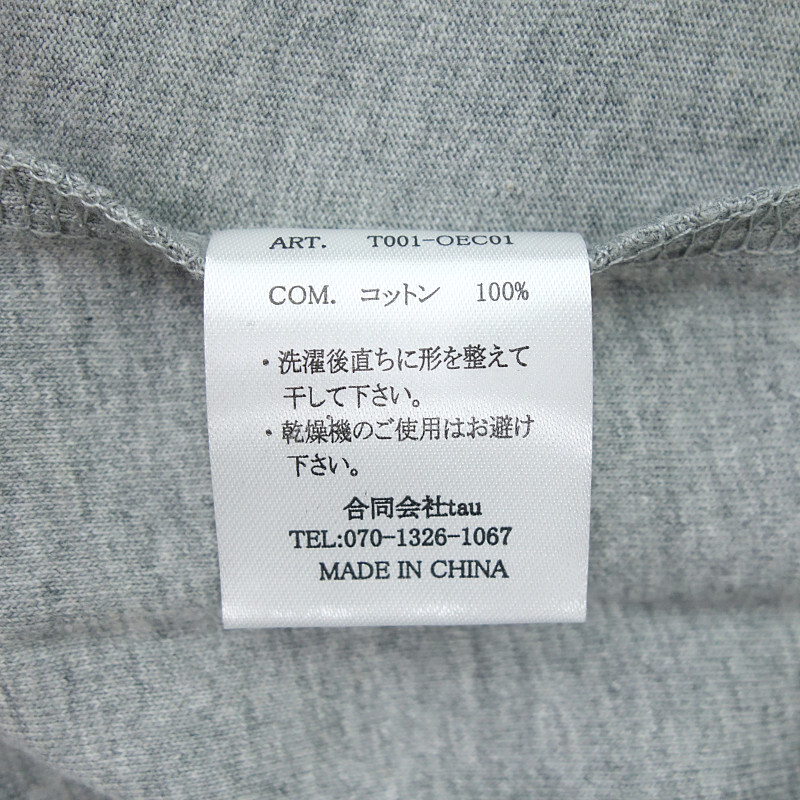 ART. T001-OEC01
COM. コットン 100%
・洗濯後直ちに形を整えて
干して下さい。
・乾燥機のご使用はお避け
下さい。
合同会社tau
TEL:070-1326-1067
MADE IN CHINA